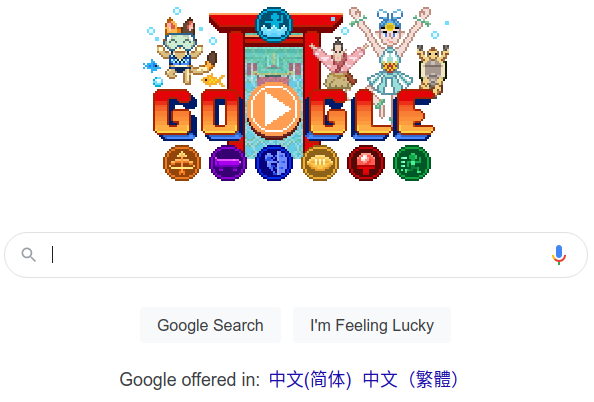 GOOGLE
Google Search I'm Feeling Lucky
Google offered in: 中文(简体) 中文（繁體）